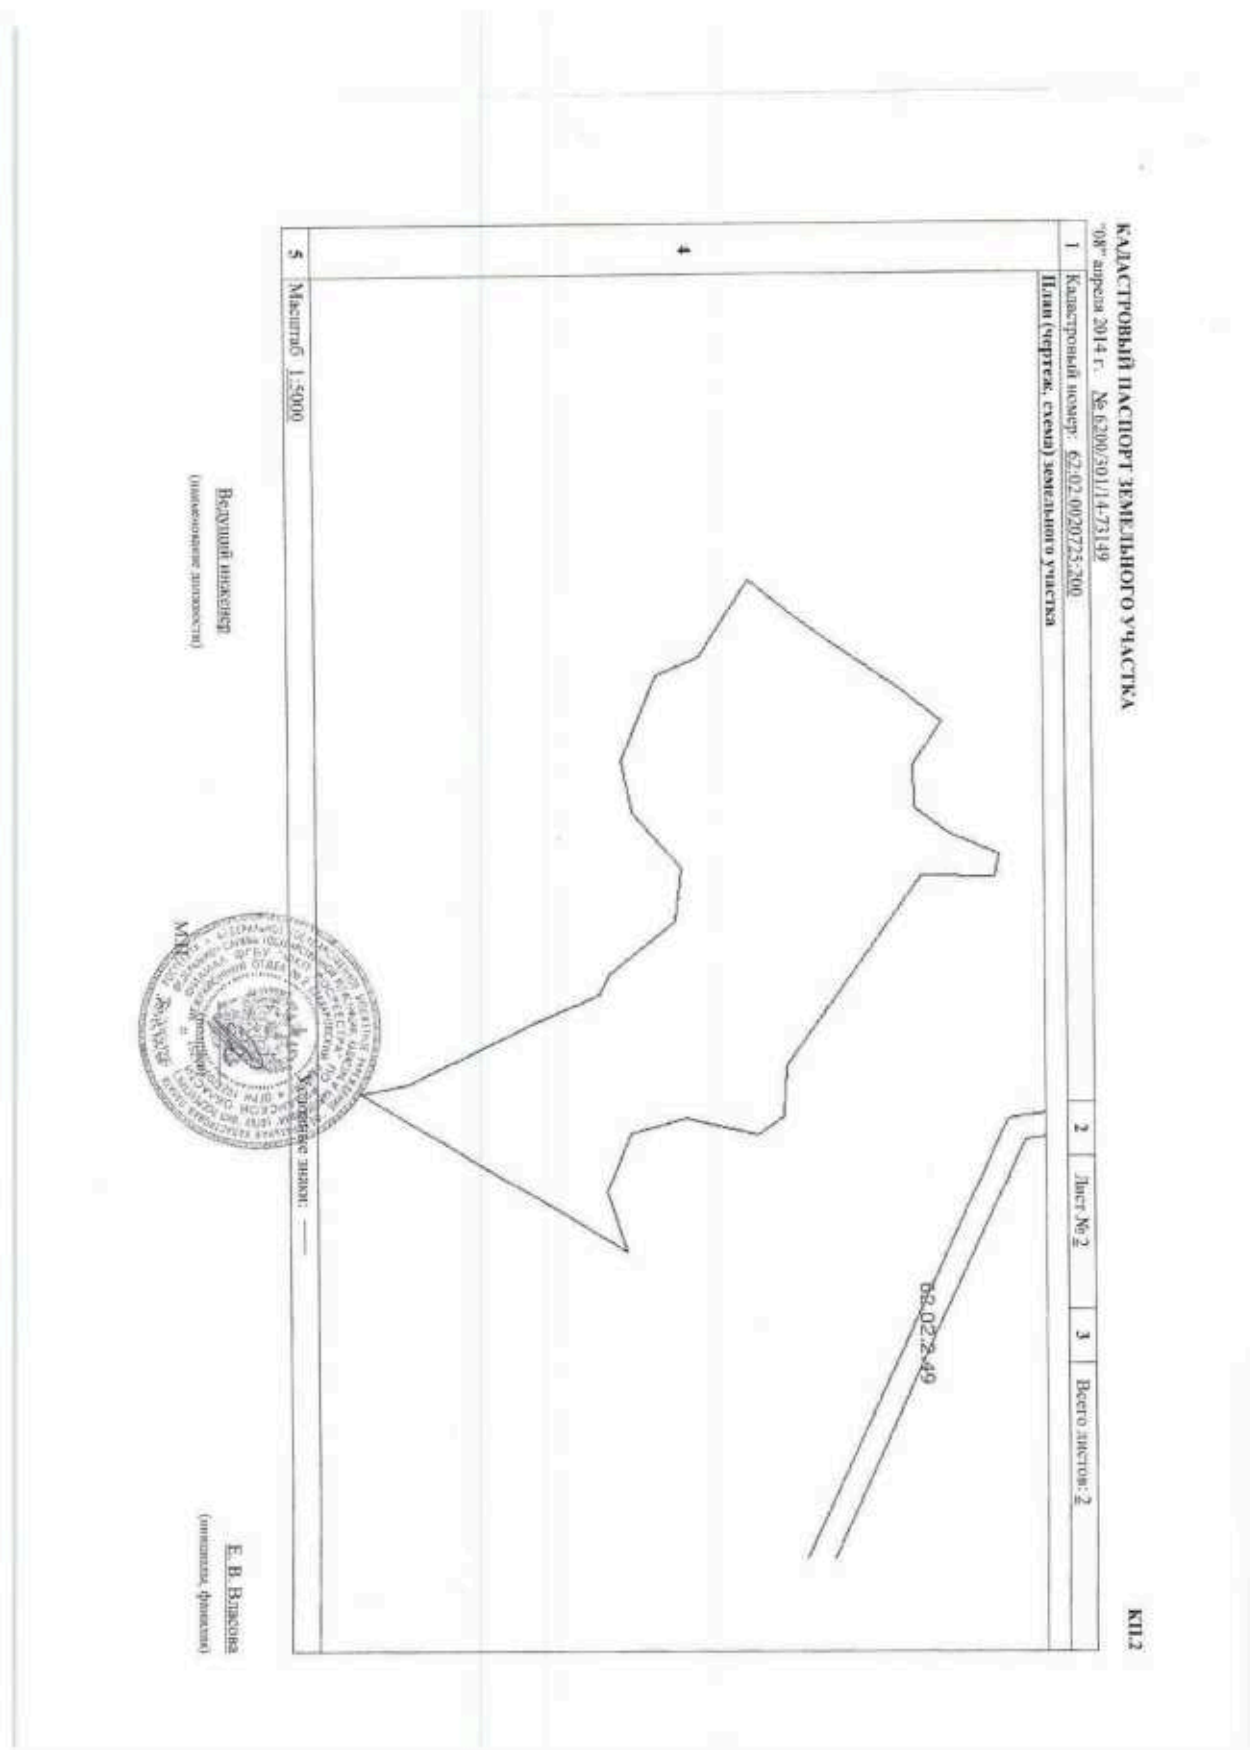 КП.2
КАДАСТРОВЫЙ ПАСПОРТ ЗЕМЕЛЬНОГО УЧАСТКА
"08" апреля 2014 г. № 6200/301/14-73149
1 Кадастровый номер: 62:02:0020725:200 2 Лист № 2 3 Всего листов: 2
План (чертеж, схема) земельного участка
4
62:02:2.49
5 Масштаб 1:5000 Условные знаки:
Ведущий инженер Е. В. Власова
(наименование должности) М.П. (инициалы, фамилия)